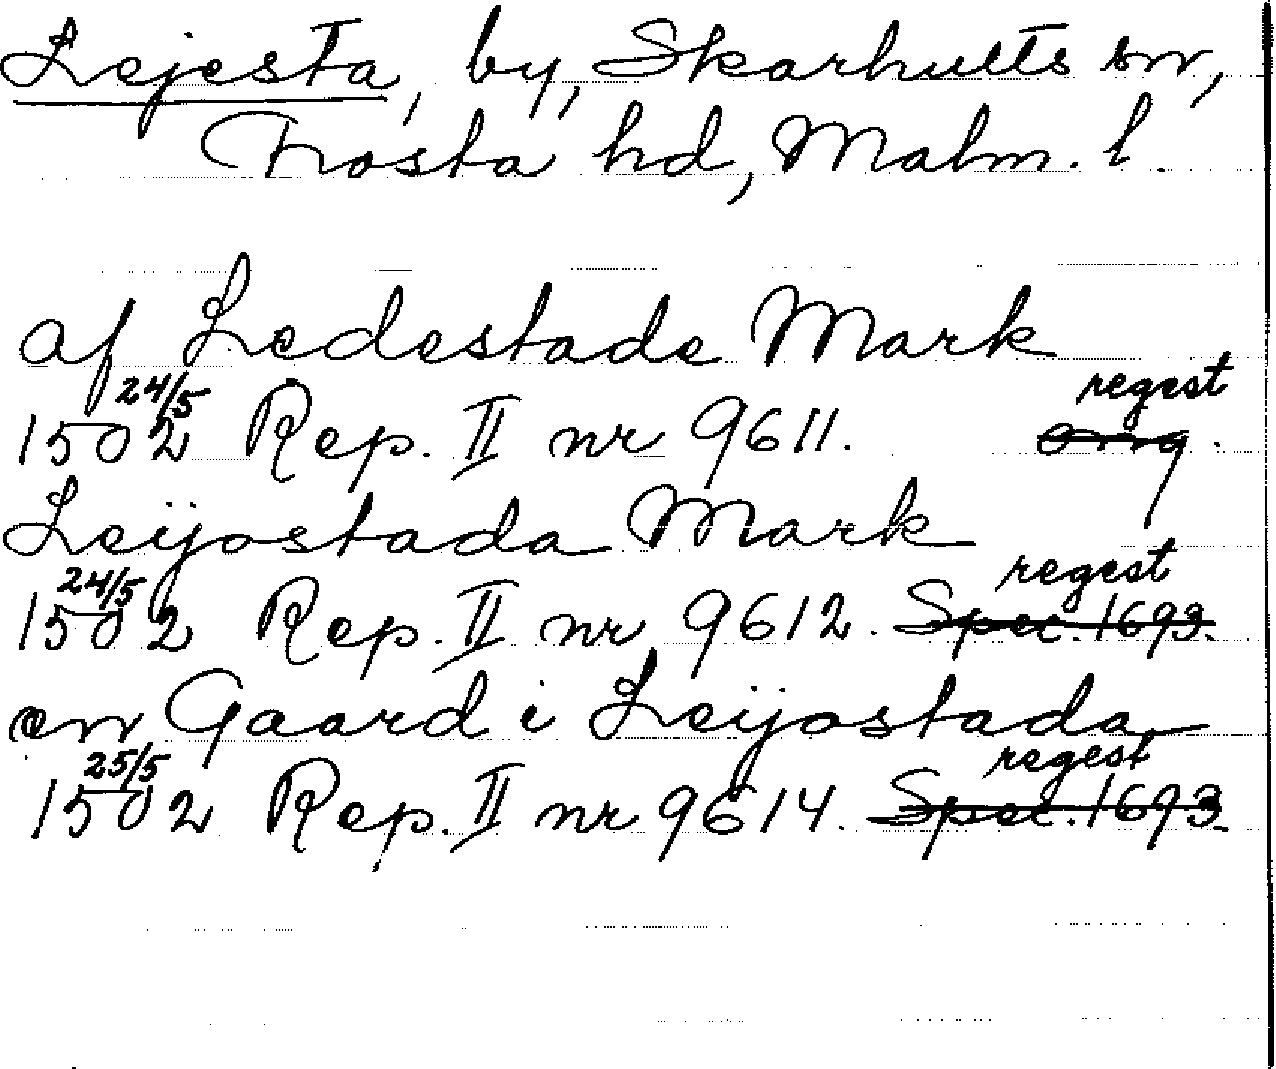 Lejesta, by, Skarhults sn,
Frosta hd, Malm. l.
af Ledestade Mark
1502 24/5 Rep. II nr 9611. regest
Leijostada Mark
1502 24/5 Rep. II nr 9612. Spec. 1693. regest
en Gaard i Leijostada
1502 25/5 Rep. II nr 9614. Spec. 1693. regest